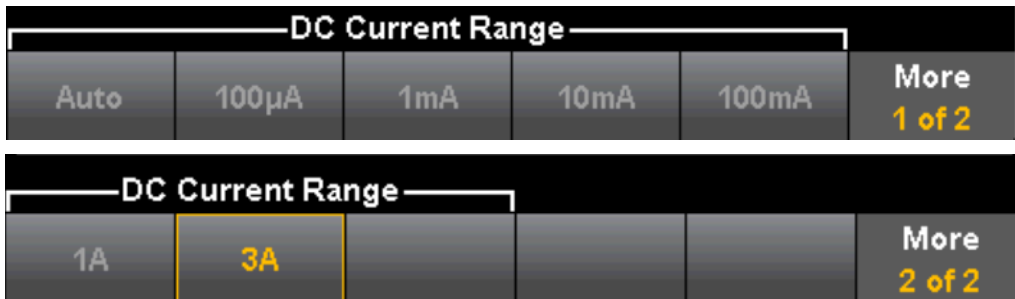 DC Current Range
Auto 100µA 1mA 10mA 100mA More
1 of 2
DC Current Range
1A 3A More
2 of 2